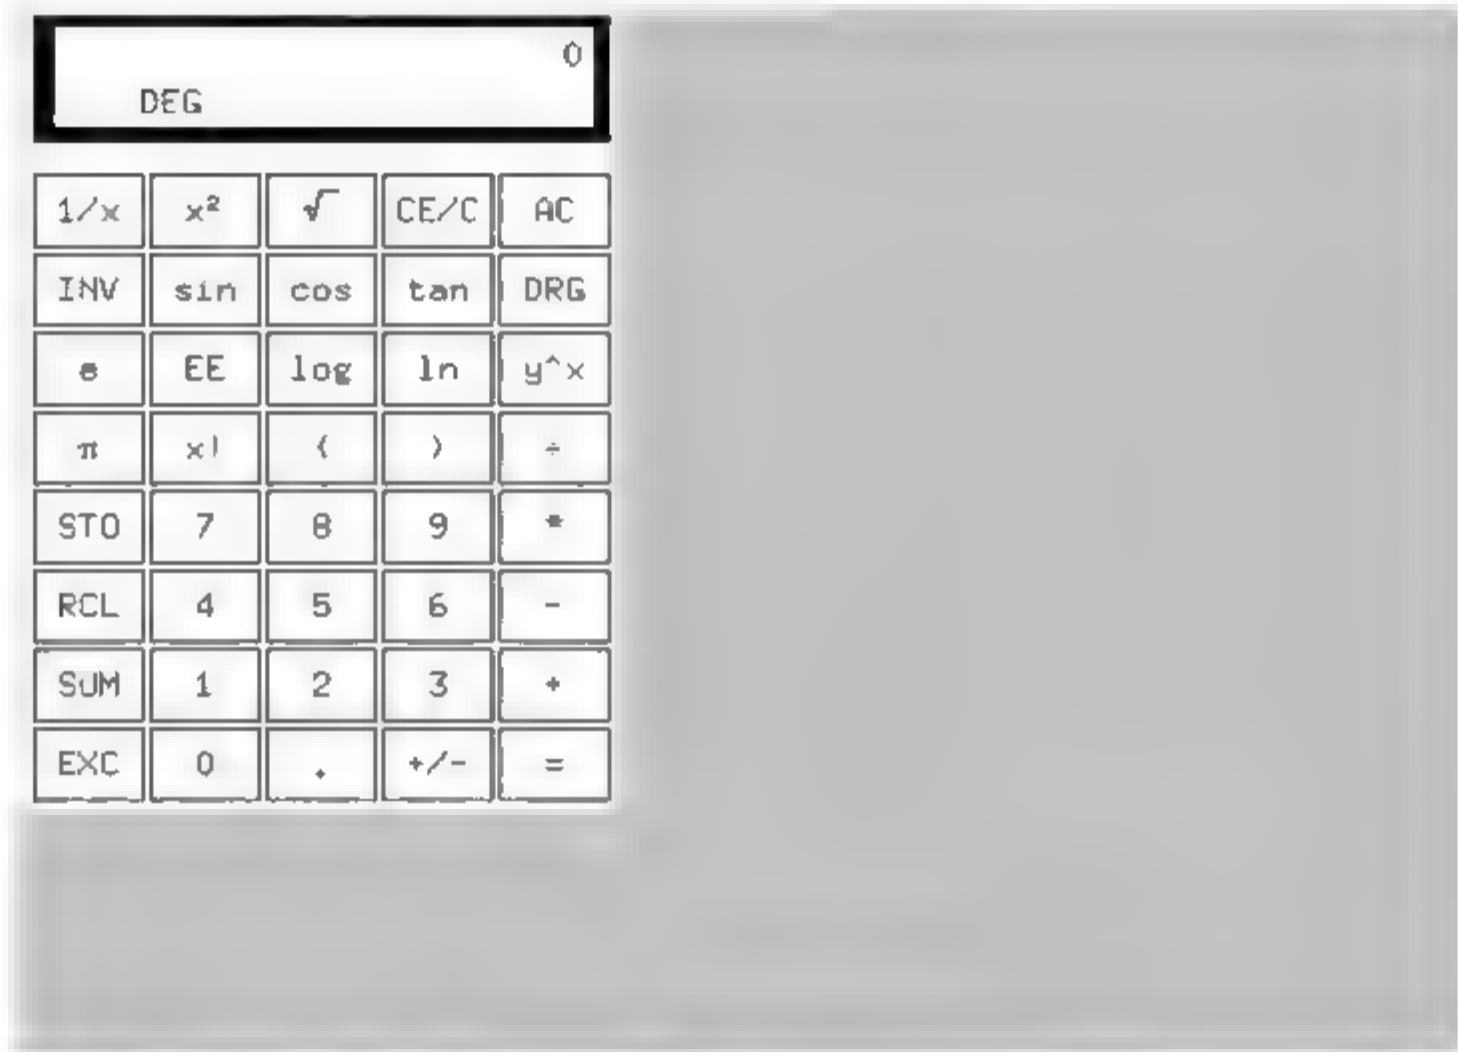 0
DEG
1/x x² √ CE/C AC
INV sin cos tan DRG
e EE log ln y^x
π x! ( ) ÷
STO 7 8 9 *
RCL 4 5 6 -
SUM 1 2 3 +
EXC 0 . +/- =